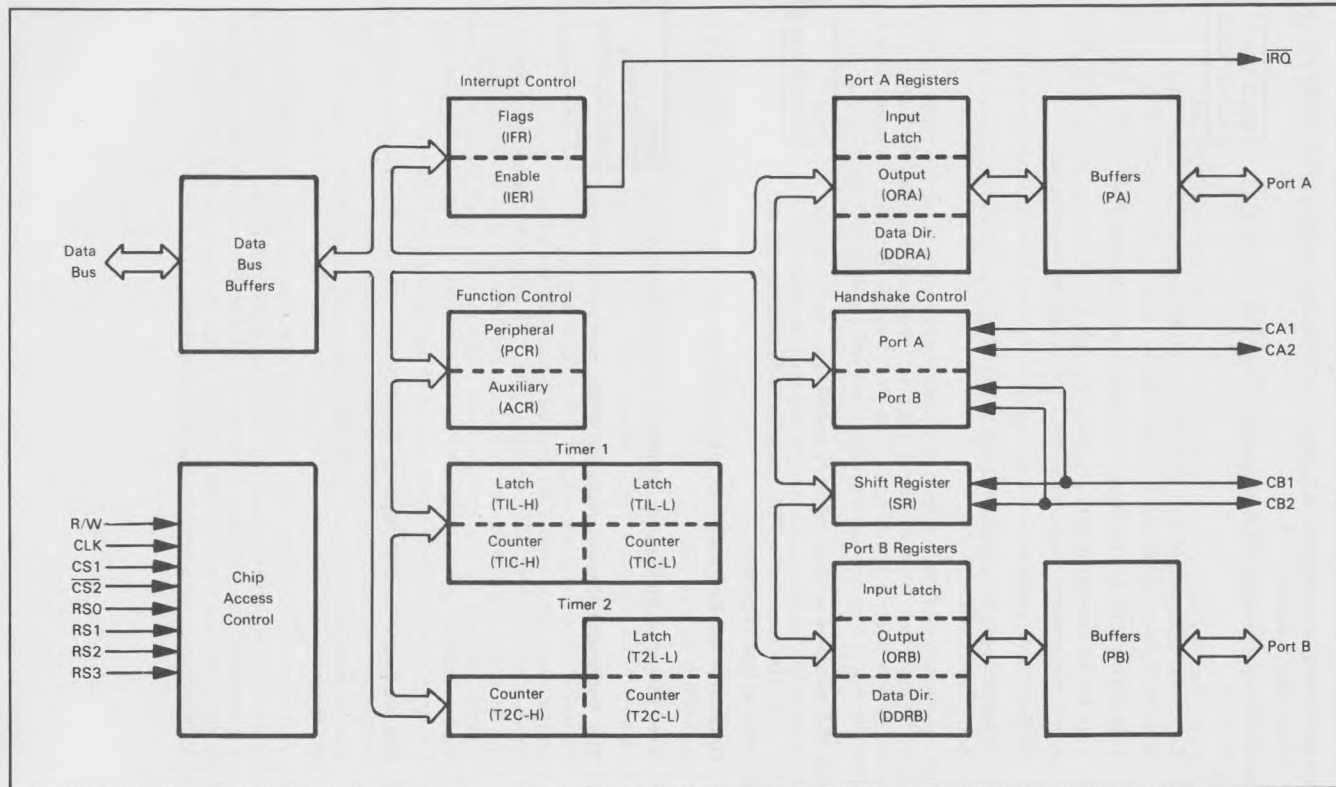 Interrupt Control
Flags
(IFR)
Enable
(IER)
Port A Registers
Input
Latch
Output
(ORA)
Data Dir.
(DDRA)
Buffers
(PA)
IRQ
Port A
Data
Bus
Data
Bus
Buffers
Function Control
Peripheral
(PCR)
Auxiliary
(ACR)
Handshake Control
Port A
Port B
CA1
CA2
Timer 1
Latch
(TIL-H)
Latch
(TIL-L)
Counter
(TIC-H)
Counter
(TIC-L)
Shift Register
(SR)
CB1
CB2
R/W
CLK
CS1
CS2
RS0
RS1
RS2
RS3
Chip
Access
Control
Timer 2
Latch
(T2L-L)
Counter
(T2C-H)
Counter
(T2C-L)
Port B Registers
Input Latch
Output
(ORB)
Data Dir.
(DDRB)
Buffers
(PB)
Port B